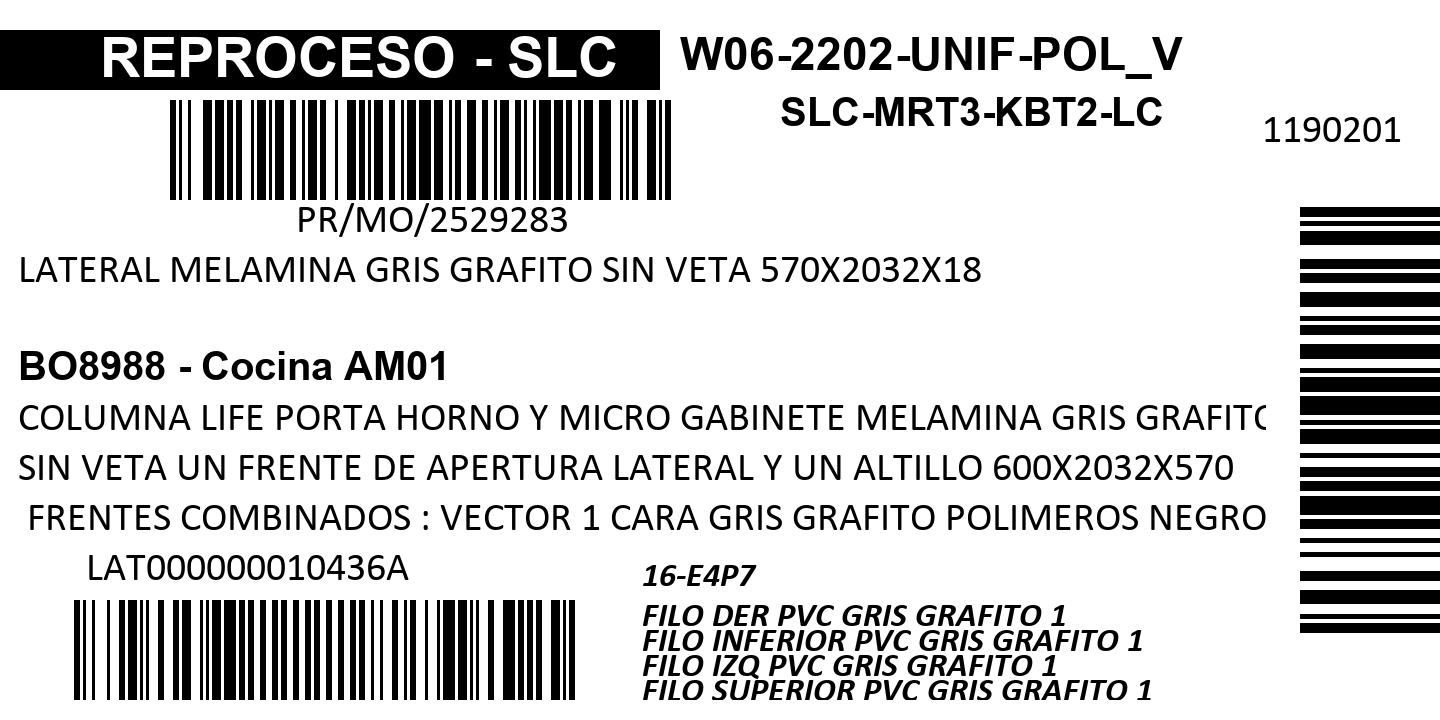 REPROCESO - SLC
W06-2202-UNIF-POL_V
SLC-MRT3-KBT2-LC
1190201
PR/MO/2529283
LATERAL MELAMINA GRIS GRAFITO SIN VETA 570X2032X18
BO8988 - Cocina AM01
COLUMNA LIFE PORTA HORNO Y MICRO GABINETE MELAMINA GRIS GRAFITO
SIN VETA UN FRENTE DE APERTURA LATERAL Y UN ALTILLO 600X2032X570
FRENTES COMBINADOS : VECTOR 1 CARA GRIS GRAFITO POLIMEROS NEGRO
LAT000000010436A
16-E4P7
FILO DER PVC GRIS GRAFITO 1
FILO INFERIOR PVC GRIS GRAFITO 1
FILO IZQ PVC GRIS GRAFITO 1
FILO SUPERIOR PVC GRIS GRAFITO 1